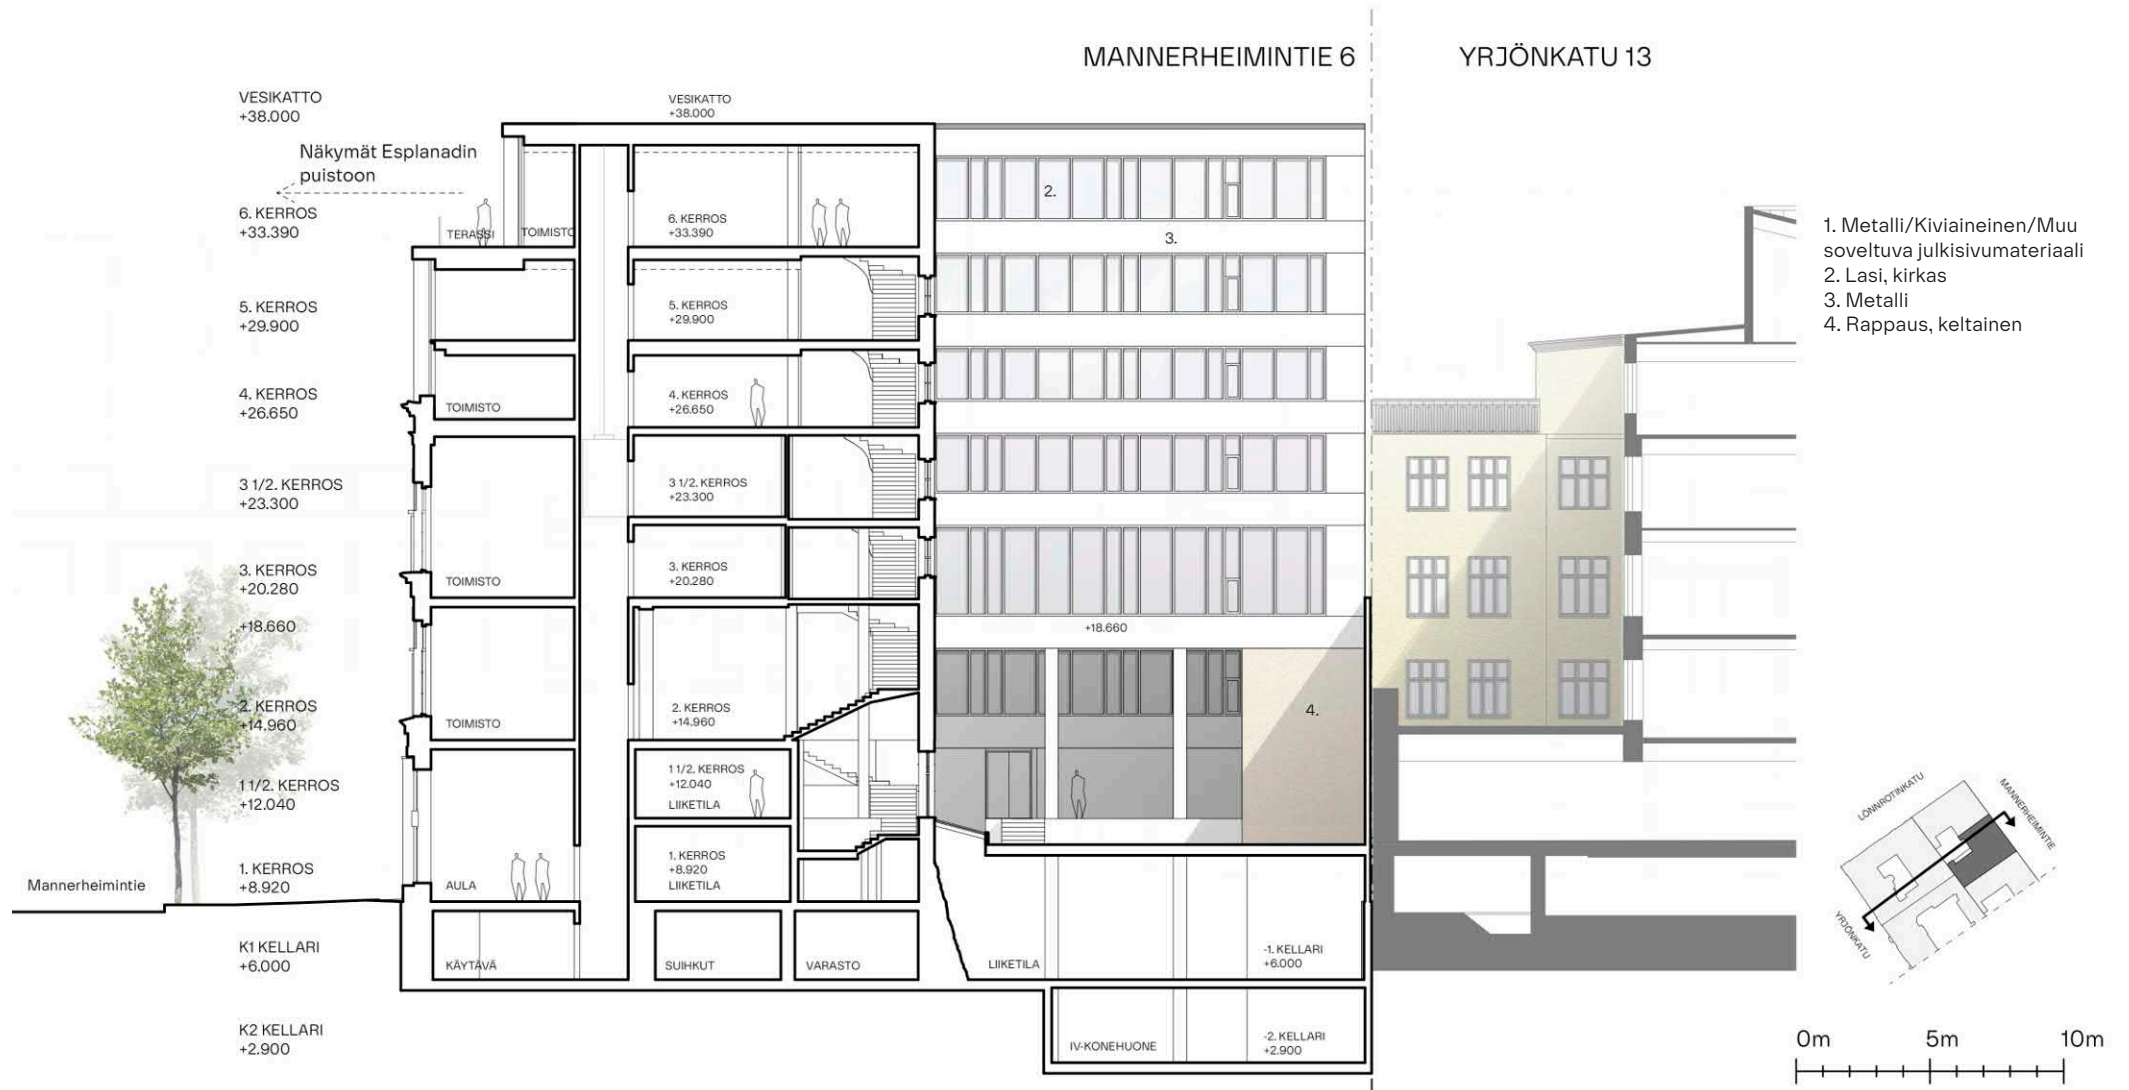 MANNERHEIMINTIE 6
YRJÖNKATU 13
VESIKATTO
+38.000
Näkymät Esplanadin
puistoon
6. KERROS
+33.390
5. KERROS
+29.900
4. KERROS
+26.650
3 1/2. KERROS
+23.300
3. KERROS
+20.280
+18.660
2. KERROS
+14.960
1 1/2. KERROS
+12.040
1. KERROS
+8.920
Mannerheimintie
K1 KELLARI
+6.000
K2 KELLARI
+2.900
TERASSI
TOIMISTO
TOIMISTO
TOIMISTO
TOIMISTO
AULA
KÄYTÄVÄ
VESIKATTO
+38.000
6. KERROS
+33.390
5. KERROS
+29.900
4. KERROS
+26.650
3 1/2. KERROS
+23.300
3. KERROS
+20.280
2. KERROS
+14.960
1 1/2. KERROS
+12.040
LIIKETILA
1. KERROS
+8.920
LIIKETILA
SUIHKUT
VARASTO
2.
3.
+18.660
4.
LIIKETILA
-1. KELLARI
+6.000
IV-KONEHUONE
-2. KELLARI
+2.900
1. Metalli/Kiviaineinen/Muu
soveltuva julkisivumateriaali
2. Lasi, kirkas
3. Metalli
4. Rappaus, keltainen
LÖNNROTINKATU
MANNERHEIMINTIE
YRJÖNKATU
0m
5m
10m